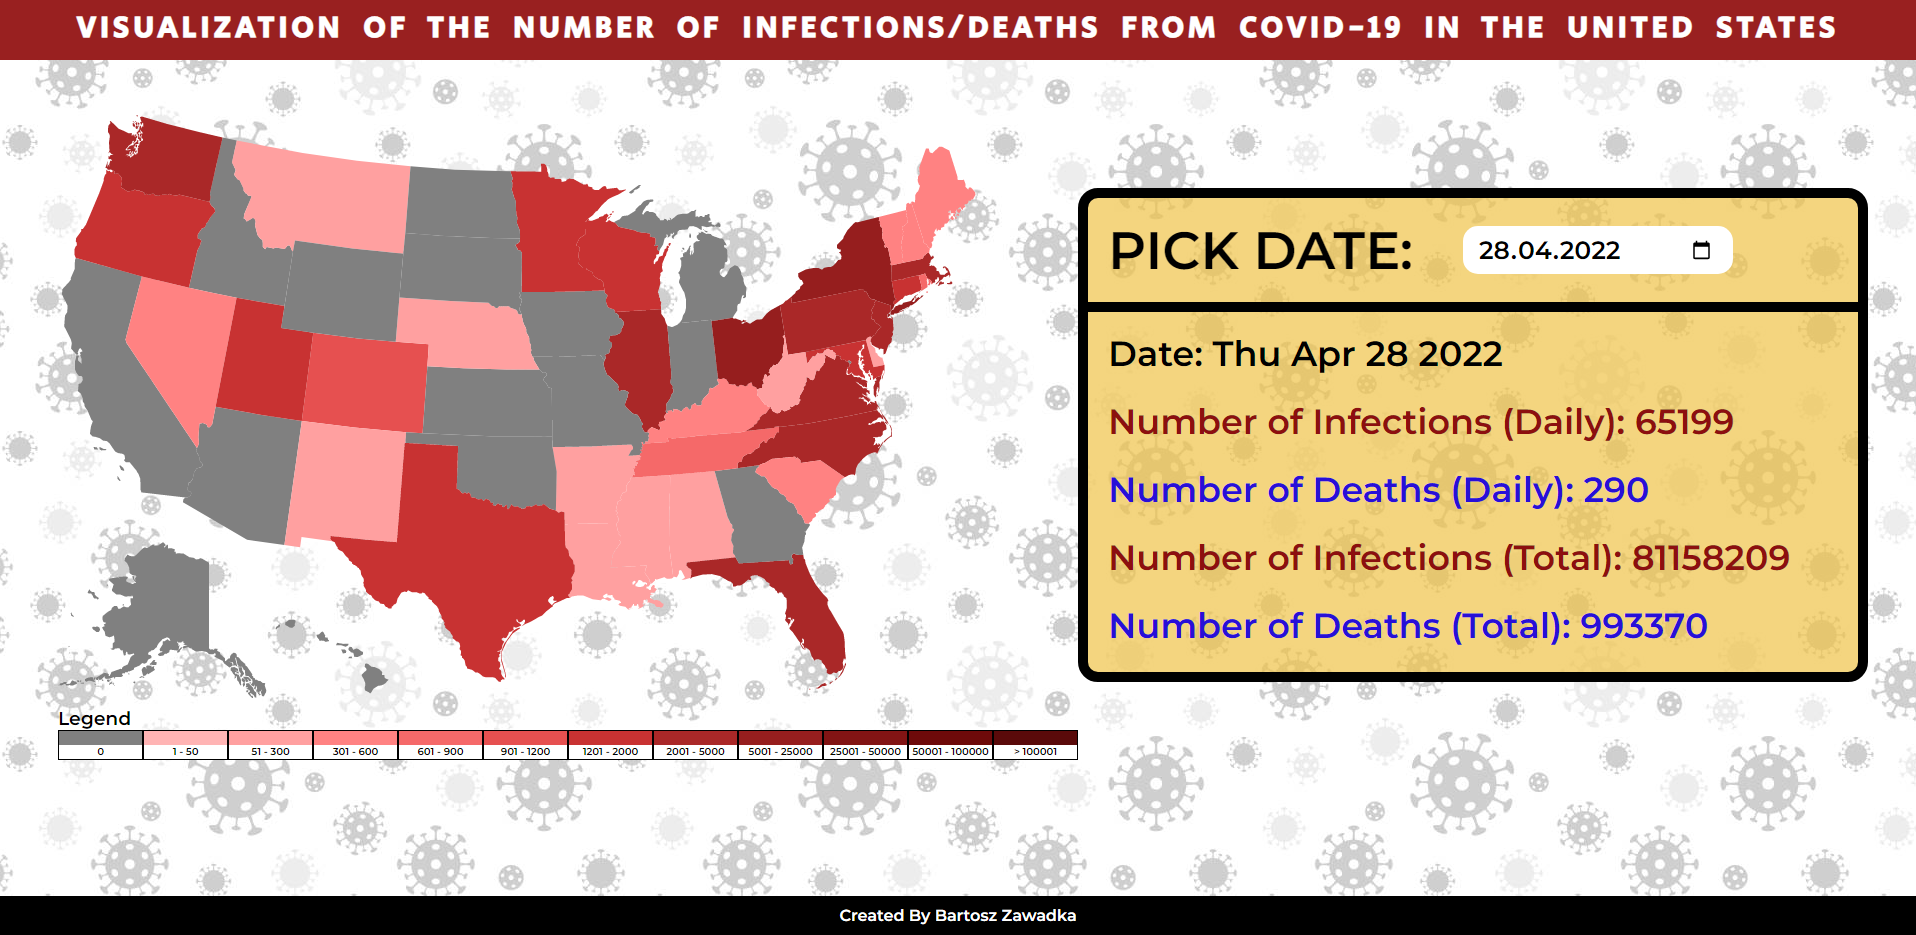 VISUALIZATION OF THE NUMBER OF INFECTIONS/DEATHS FROM COVID-19 IN THE UNITED STATES
PICK DATE: 28.04.2022
Date: Thu Apr 28 2022
Number of Infections (Daily): 65199
Number of Deaths (Daily): 290
Number of Infections (Total): 81158209
Number of Deaths (Total): 993370
Legend
0 1 - 50 51 - 300 301 - 600 601 - 900 901 - 1200 1201 - 2000 2001 - 5000 5001 - 25000 25001 - 50000 50001 - 100000 > 100001
Created By Bartosz Zawadka